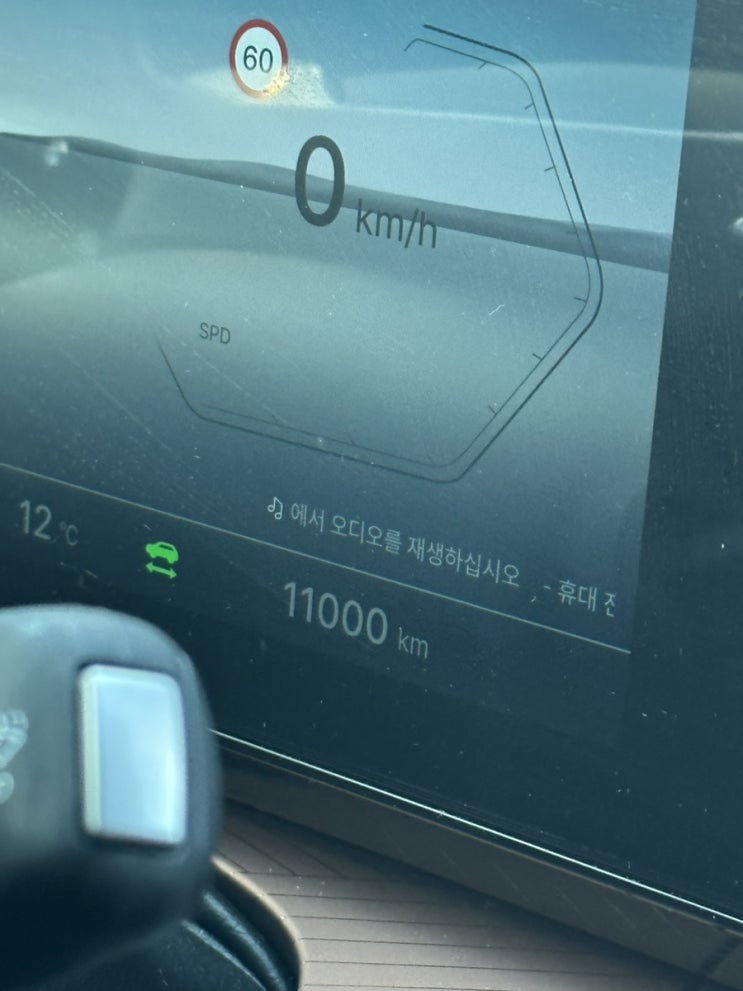 60
0 km/h
SPD
♫ 에서 오디오를 재생하십시오 , - 휴대 전
12 °C
11000 km